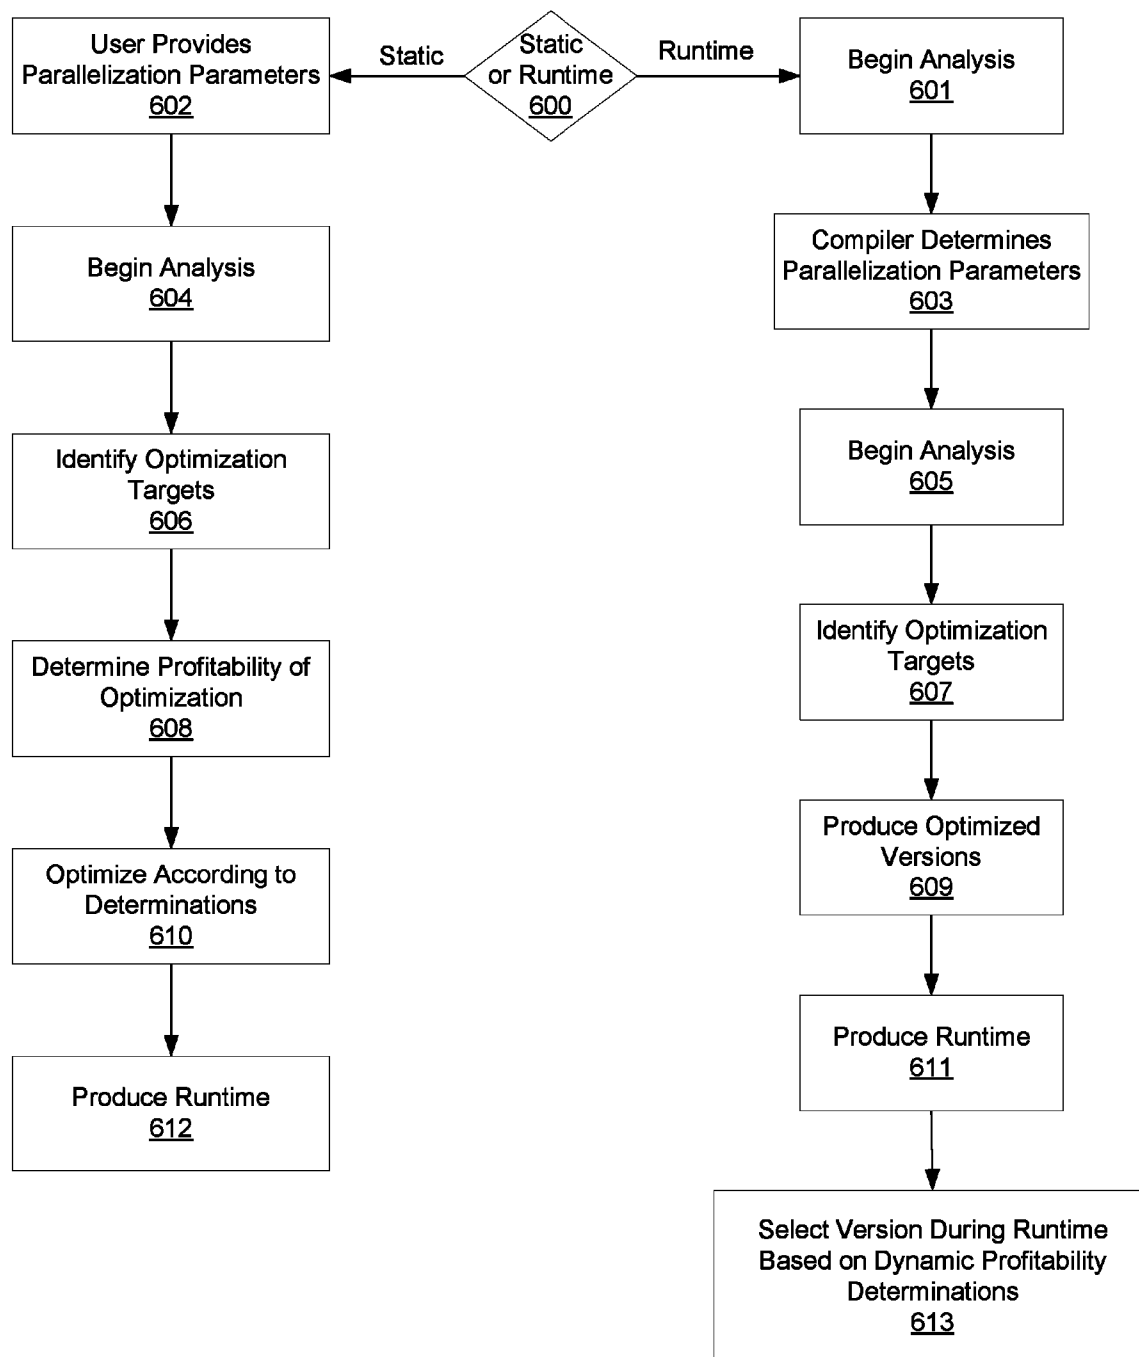 User Provides
Parallelization Parameters
602
Static
Static
or Runtime
600
Runtime
Begin Analysis
601
Begin Analysis
604
Compiler Determines
Parallelization Parameters
603
Identify Optimization
Targets
606
Begin Analysis
605
Determine Profitability of
Optimization
608
Identify Optimization
Targets
607
Optimize According to
Determinations
610
Produce Optimized
Versions
609
Produce Runtime
612
Produce Runtime
611
Select Version During Runtime
Based on Dynamic Profitability
Determinations
613